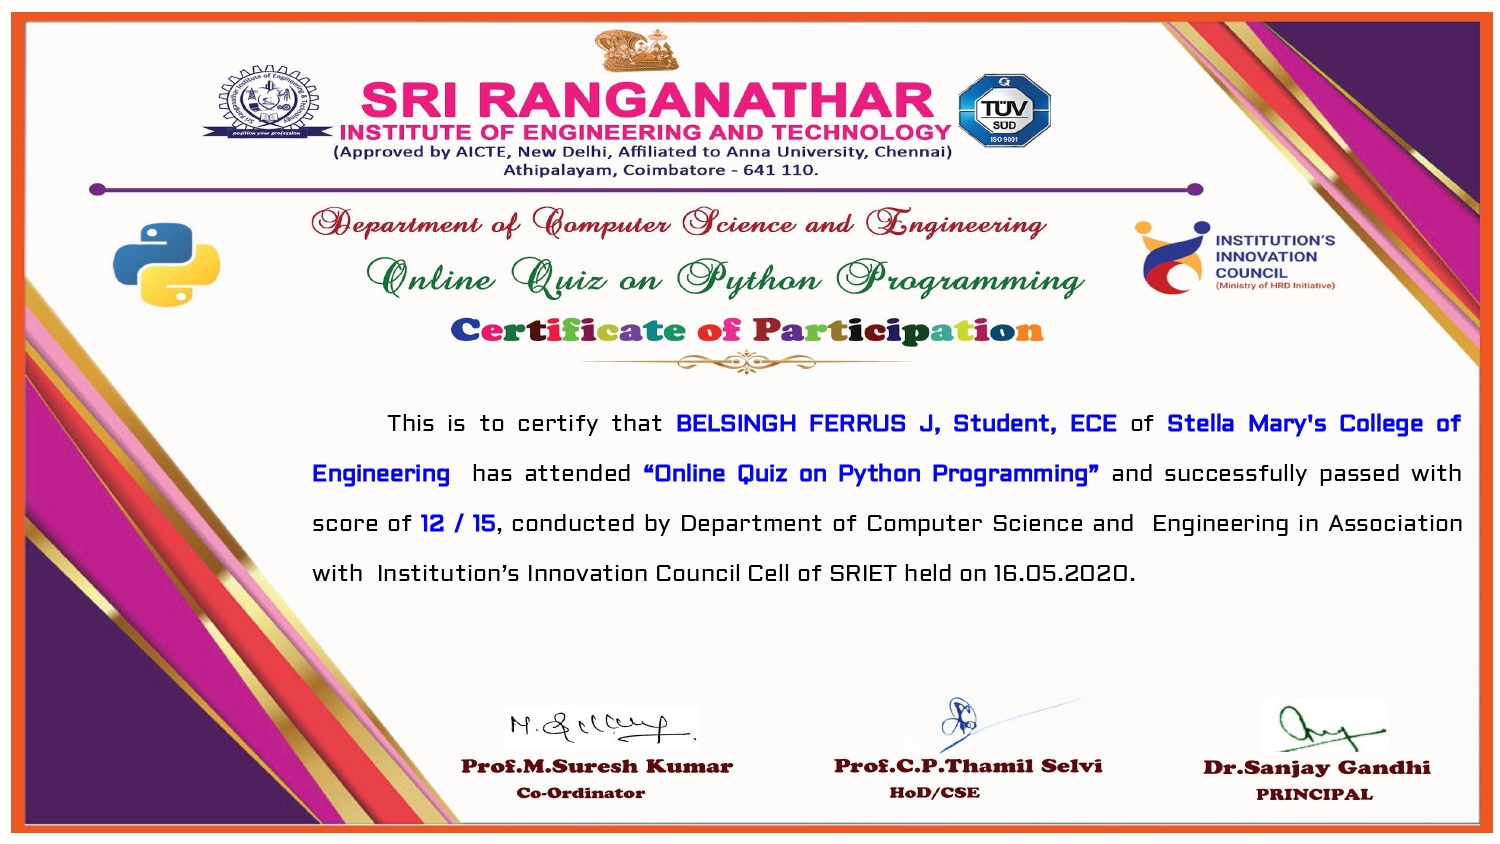 Sri Ranganathar Institute of Engineering & Technology
position your profession
SRI RANGANATHAR
INSTITUTE OF ENGINEERING AND TECHNOLOGY
(Approved by AICTE, New Delhi, Affiliated to Anna University, Chennai)
Athipalayam, Coimbatore - 641 110.
TÜV
SÜD
ISO 9001
Department of Computer Science and Engineering
Online Quiz on Python Programming
INSTITUTION'S
INNOVATION
COUNCIL
(Ministry of HRD Initiative)
Certificate of Participation
This is to certify that BELSINGH FERRUS J, Student, ECE of Stella Mary's College of
Engineering has attended “Online Quiz on Python Programming” and successfully passed with
score of 12 / 15, conducted by Department of Computer Science and Engineering in Association
with Institution’s Innovation Council Cell of SRIET held on 16.05.2020.
Prof.M.Suresh Kumar
Co-Ordinator
Prof.C.P.Thamil Selvi
HoD/CSE
Dr.Sanjay Gandhi
PRINCIPAL